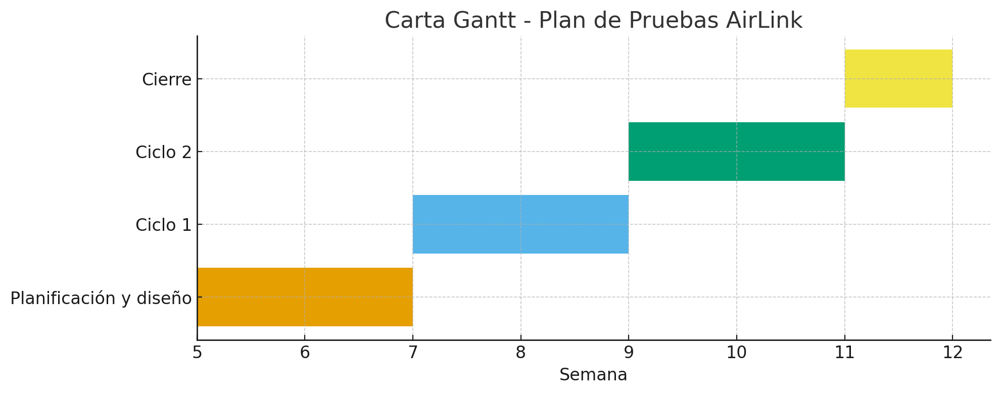 Carta Gantt - Plan de Pruebas AirLink
Cierre
Ciclo 2
Ciclo 1
Planificación y diseño
5 6 7 8 9 10 11 12
Semana